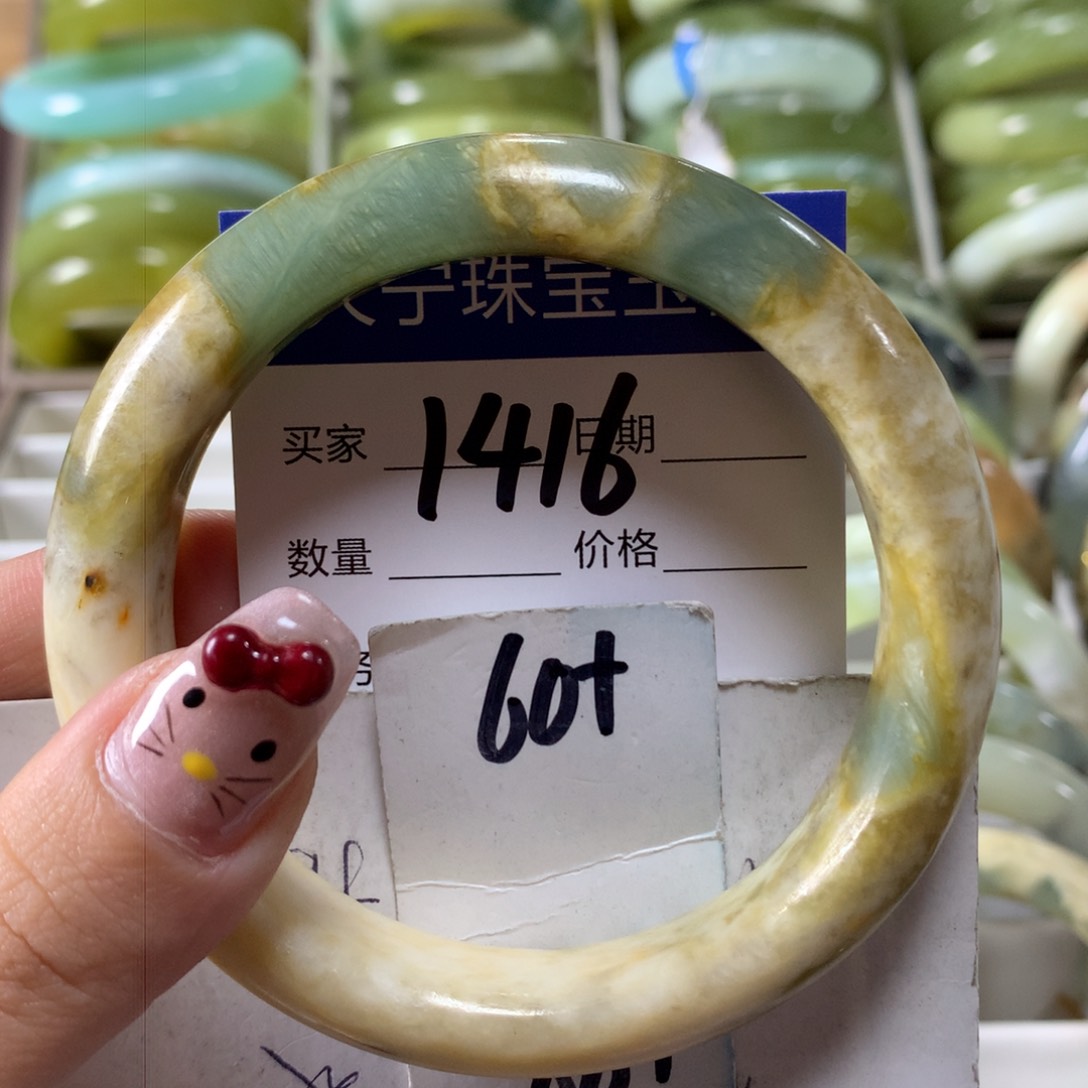 宁珠宝玉
买家 1416 日期
数量 价格
60+